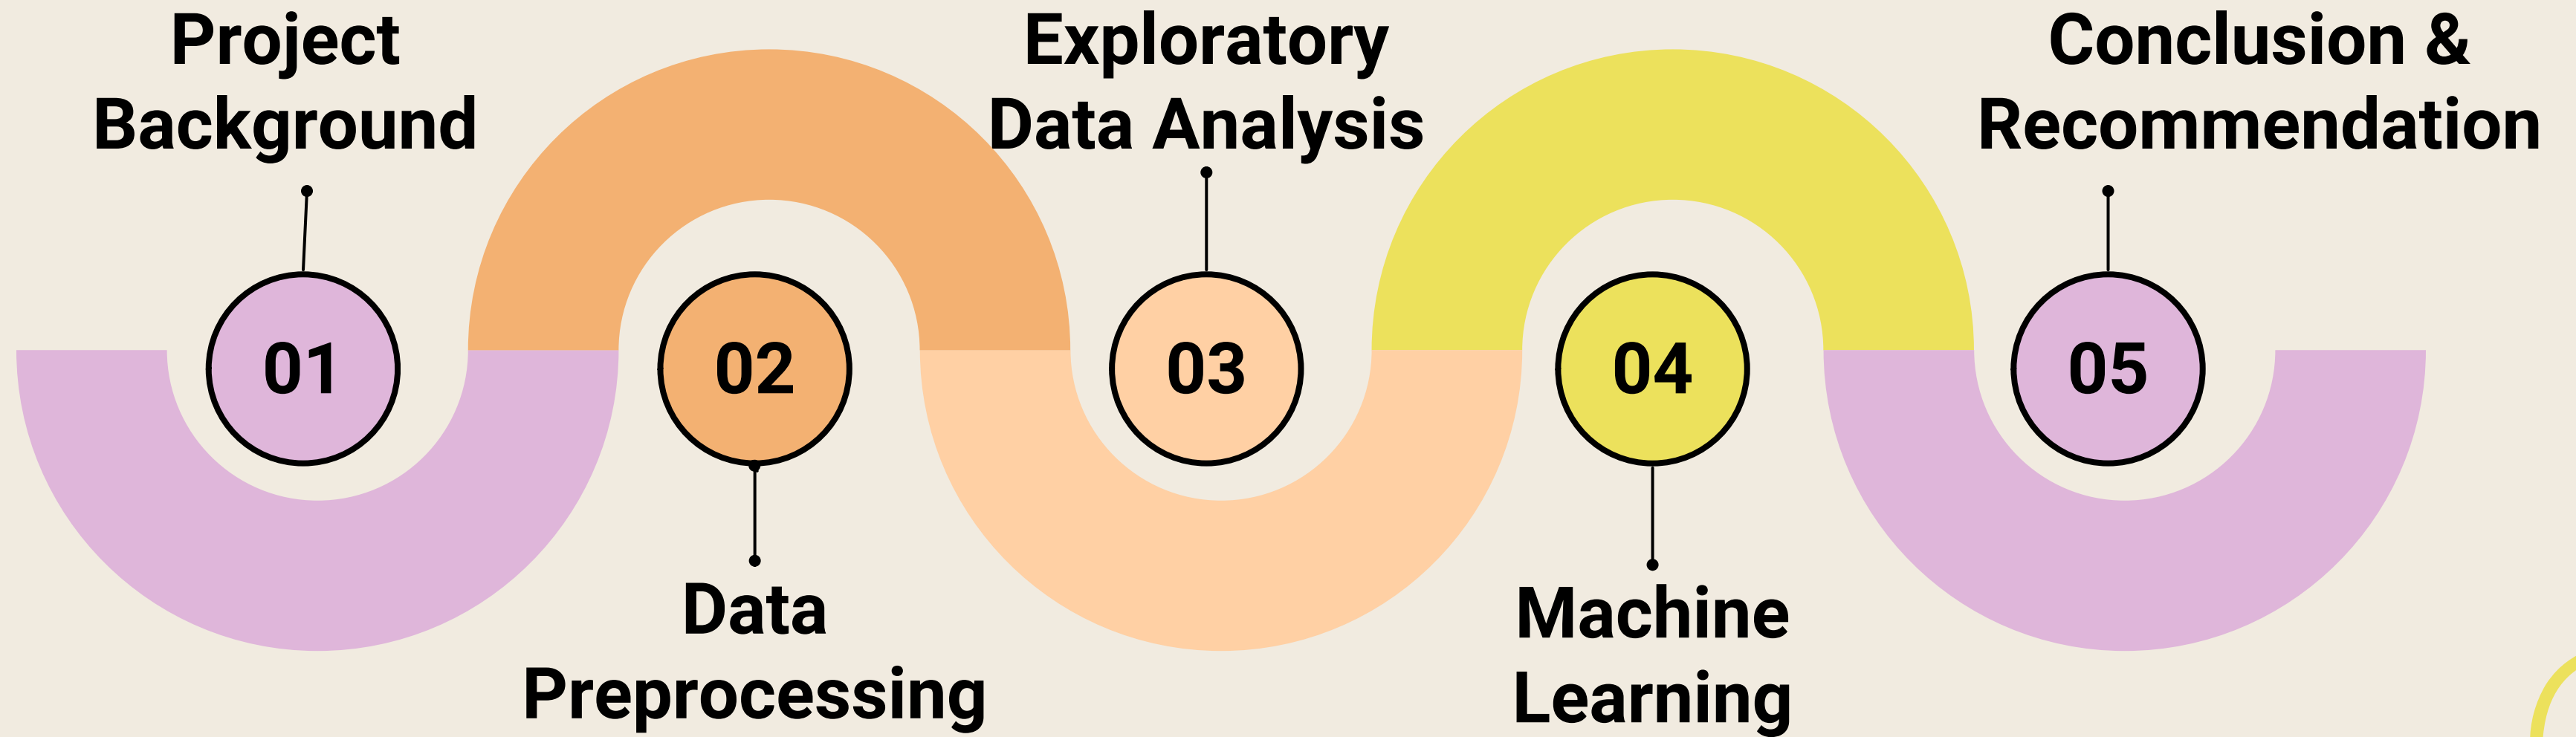 Project
Background
01
02
Data
Preprocessing
Exploratory
Data Analysis
03
04
Machine
Learning
Conclusion &
Recommendation
05